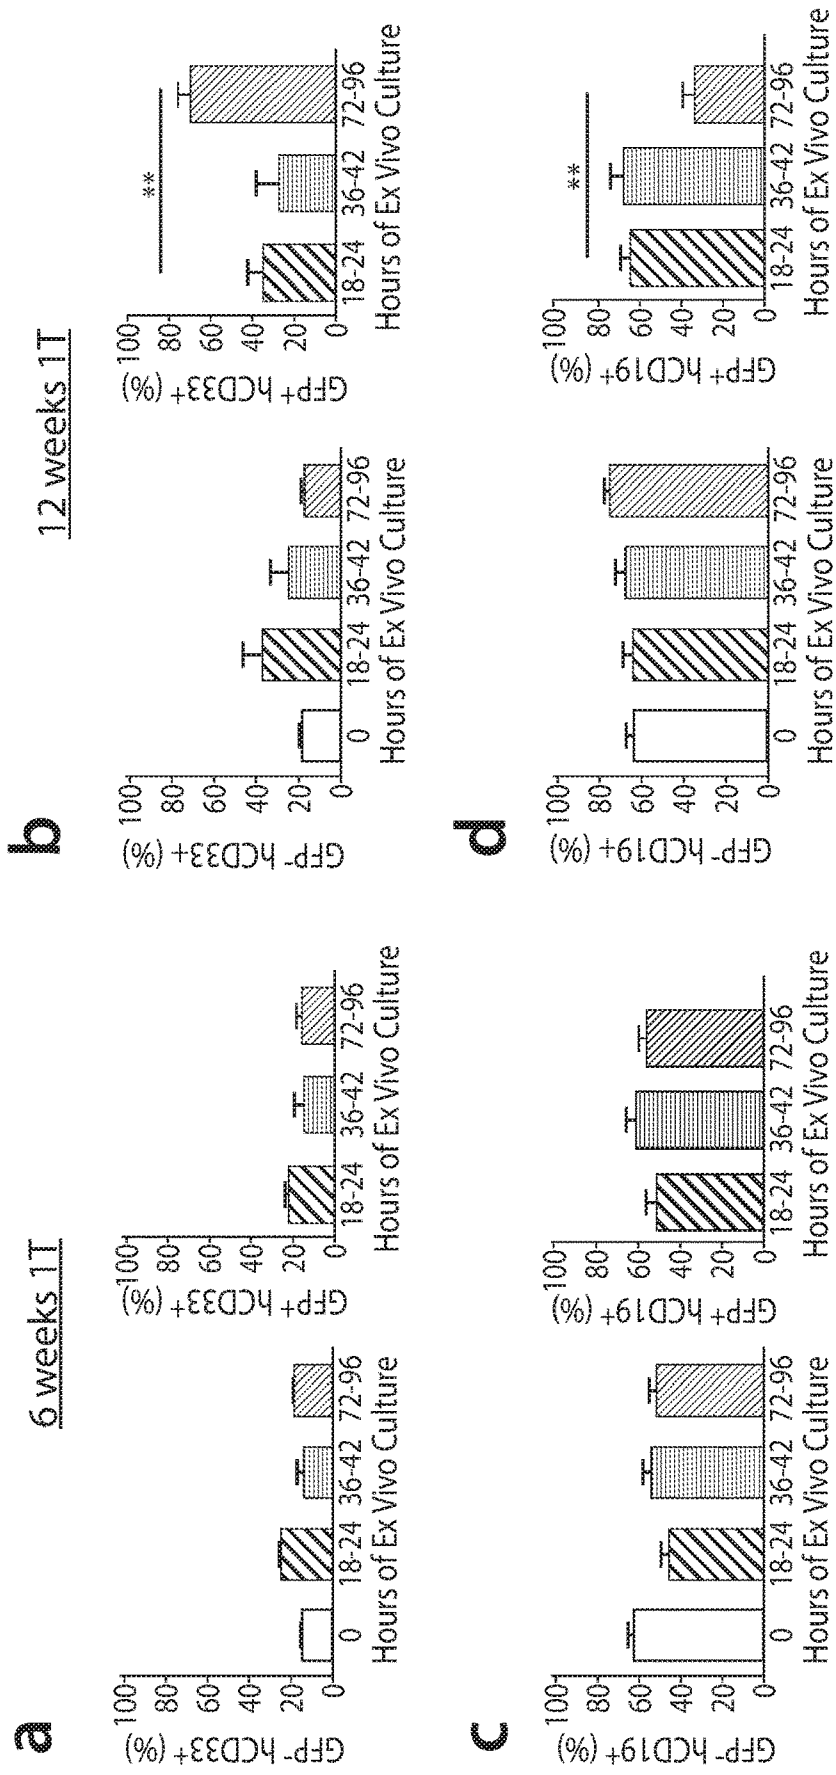 6 weeks 1T
12 weeks 1T
a
GFP- hCD33+ (%)
100
80
60
40
20
0
0 18-24 36-42 72-96
Hours of Ex Vivo Culture
GFP+ hCD33+ (%)
100
80
60
40
20
0
18-24 36-42 72-96
Hours of Ex Vivo Culture
b
GFP- hCD33+ (%)
100
80
60
40
20
0
0 18-24 36-42 72-96
Hours of Ex Vivo Culture
GFP+ hCD33+ (%)
100
80
60
40
20
0
**
18-24 36-42 72-96
Hours of Ex Vivo Culture
c
GFP- hCD19+ (%)
100
80
60
40
20
0
0 18-24 36-42 72-96
Hours of Ex Vivo Culture
GFP+ hCD19+ (%)
100
80
60
40
20
0
18-24 36-42 72-96
Hours of Ex Vivo Culture
d
GFP- hCD19+ (%)
100
80
60
40
20
0
0 18-24 36-42 72-96
Hours of Ex Vivo Culture
GFP+ hCD19+ (%)
100
80
60
40
20
0
**
18-24 36-42 72-96
Hours of Ex Vivo Culture